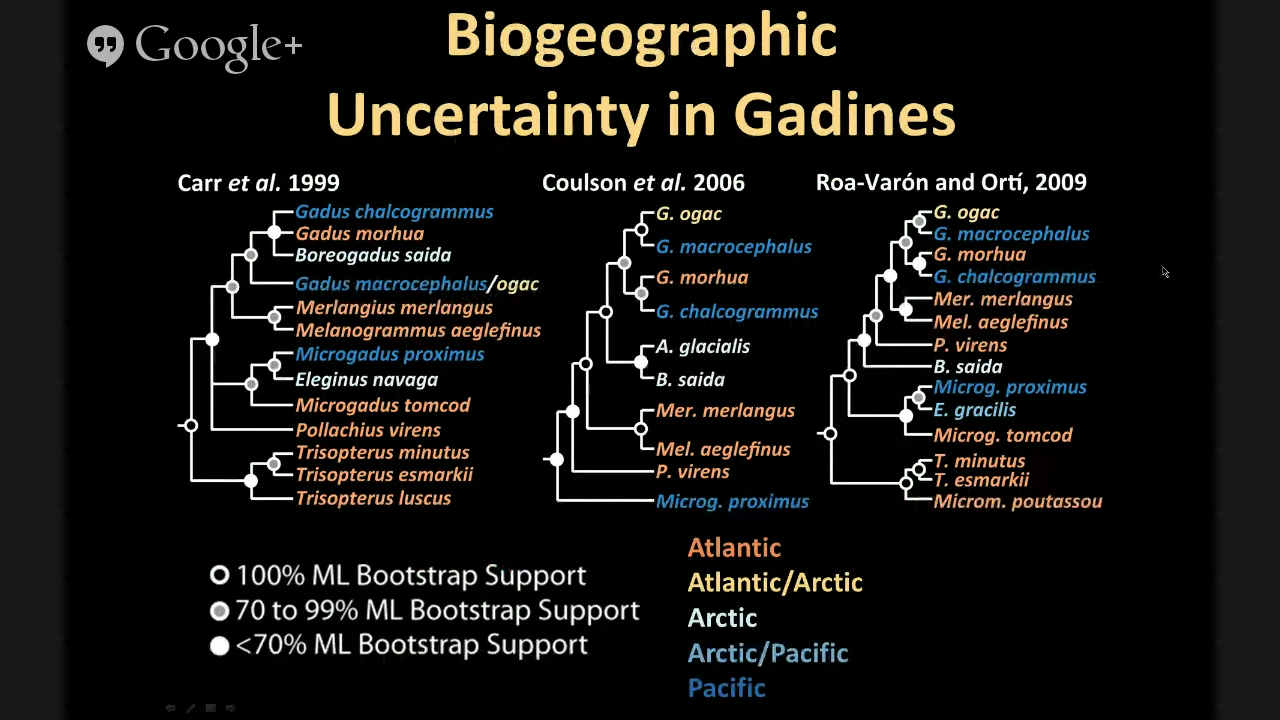 Google+
Biogeographic
Uncertainty in Gadines
Carr et al. 1999
Gadus chalcogrammus
Gadus morhua
Boreogadus saida
Gadus macrocephalus/ogac
Merlangius merlangus
Melanogrammus aeglefinus
Microgadus proximus
Eleginus navaga
Microgadus tomcod
Pollachius virens
Trisopterus minutus
Trisopterus esmarkii
Trisopterus luscus
Coulson et al. 2006
G. ogac
G. macrocephalus
G. morhua
G. chalcogrammus
A. glacialis
B. saida
Mer. merlangus
Mel. aeglefinus
P. virens
Microg. proximus
Roa-Varón and Ortí, 2009
G. ogac
G. macrocephalus
G. morhua
G. chalcogrammus
Mer. merlangus
Mel. aeglefinus
P. virens
B. saida
Microg. proximus
E. gracilis
Microg. tomcod
T. minutus
T. esmarkii
Microm. poutassou
100% ML Bootstrap Support
70 to 99% ML Bootstrap Support
<70% ML Bootstrap Support
Atlantic
Atlantic/Arctic
Arctic
Arctic/Pacific
Pacific